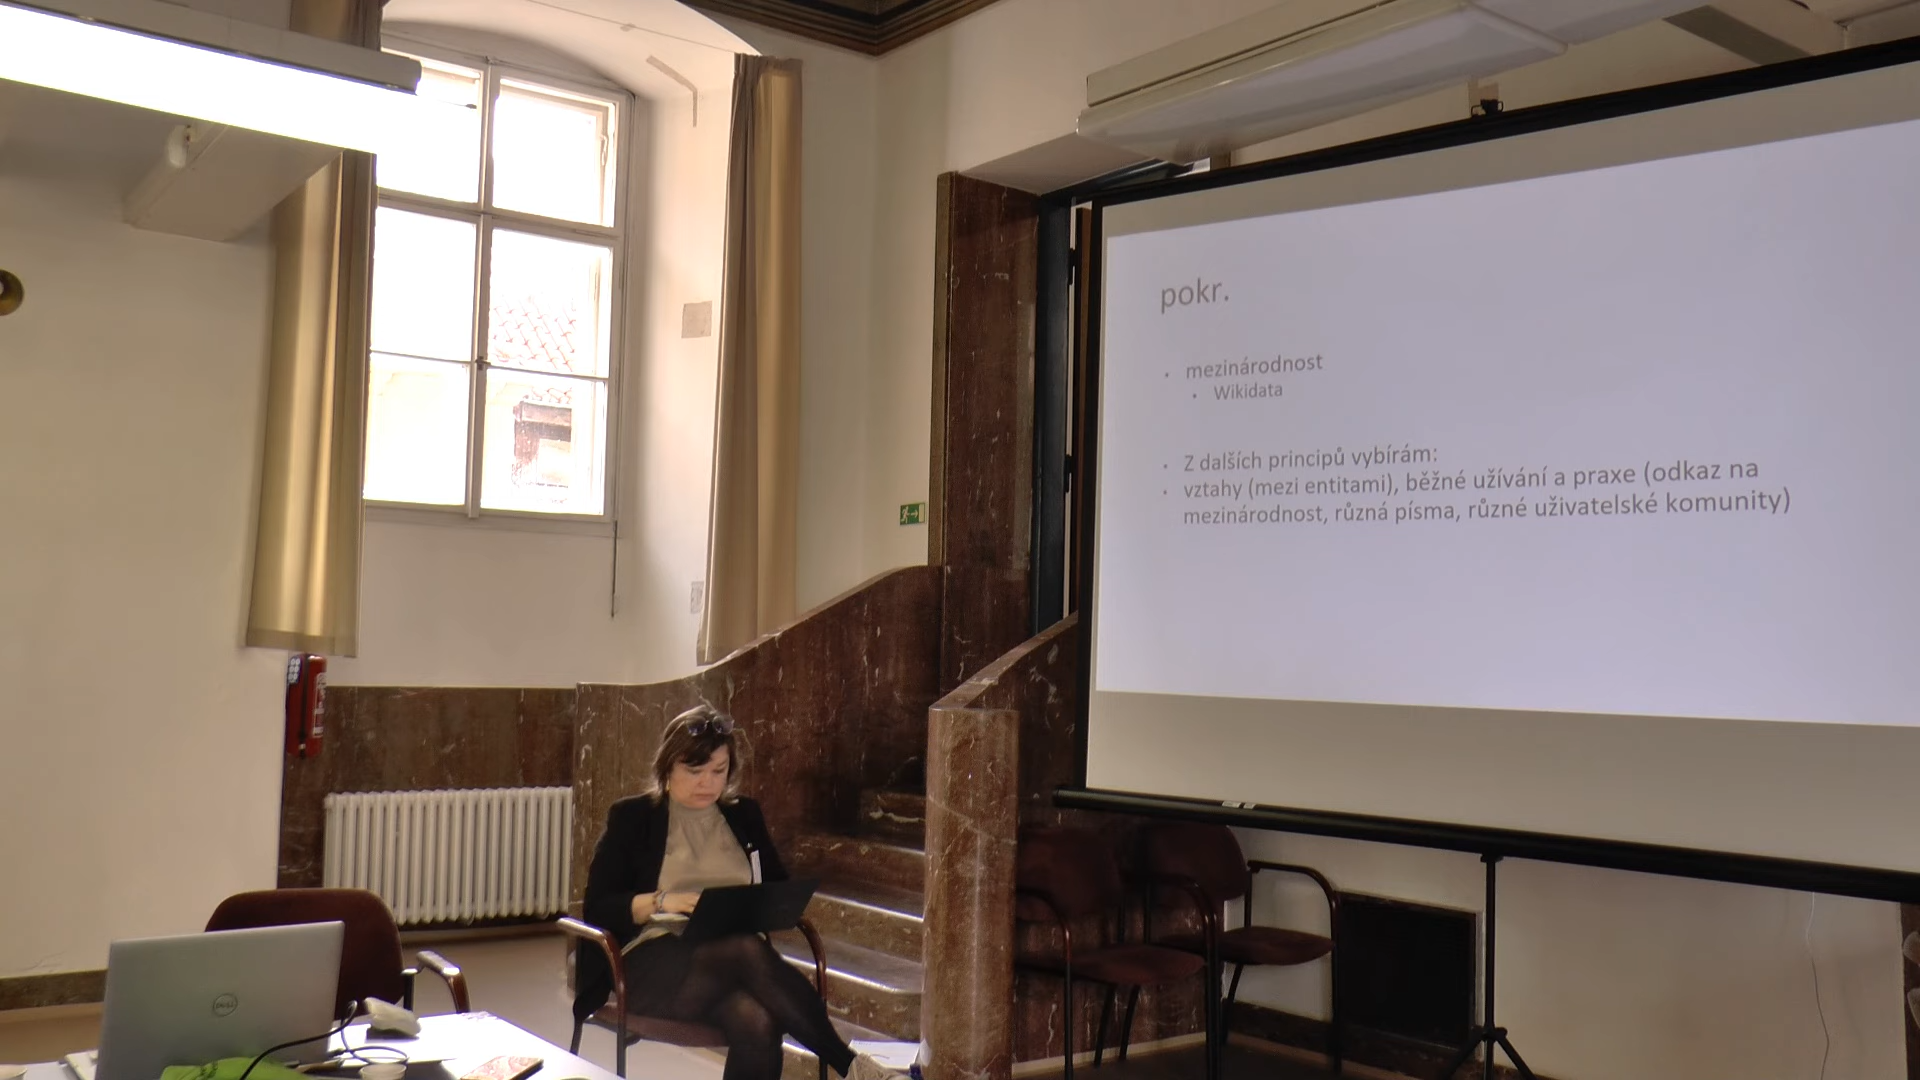 pokr.
• mezinárodnost
• Wikidata
• Z dalších principů vybírám:
• vztahy (mezi entitami), běžné užívání a praxe (odkaz na
mezinárodnost, různá písma, různé uživatelské komunity)
DELL